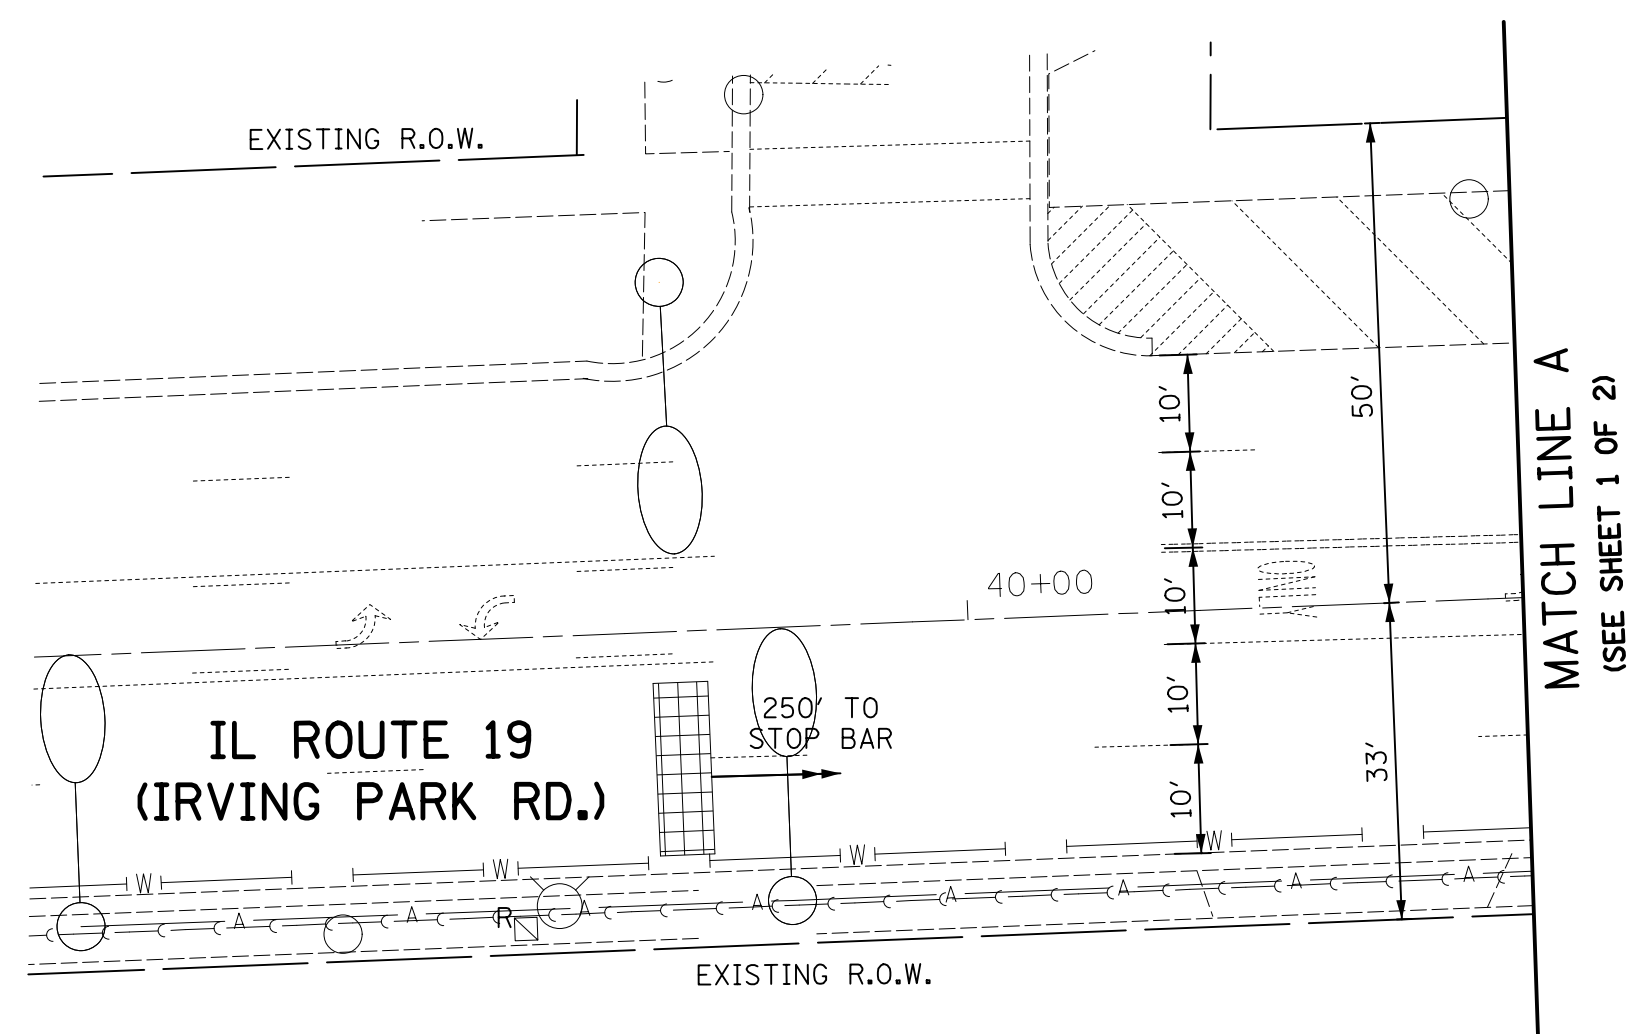 EXISTING R.O.W.
50'
10'
10'
10'
10'
10'
33'
40+00
250' TO
STOP BAR
IL ROUTE 19
(IRVING PARK RD.)
W
W
W
W
A
A
A
A
A
A
A
A
R
EXISTING R.O.W.
MATCH LINE A
(SEE SHEET 1 OF 2)